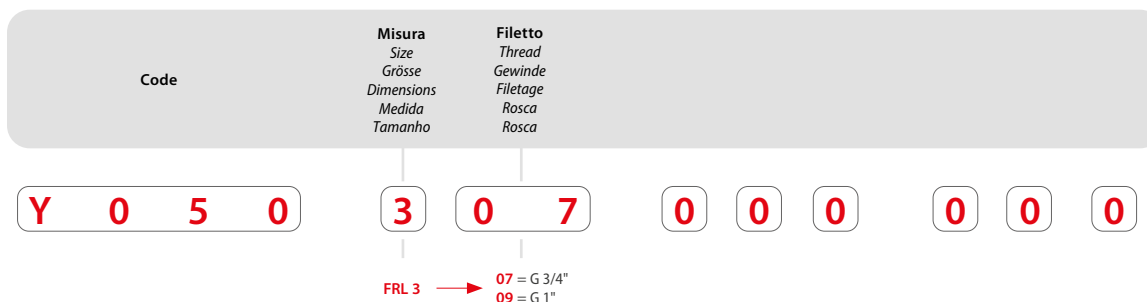 Code
Misura
Size
Grösse
Dimensions
Medida
Tamanho
Filetto
Thread
Gewinde
Filetage
Rosca
Rosca
Y 0 5 0 3 0 7 0 0 0 0 0 0
FRL 3
07 = G 3/4"
09 = G 1"